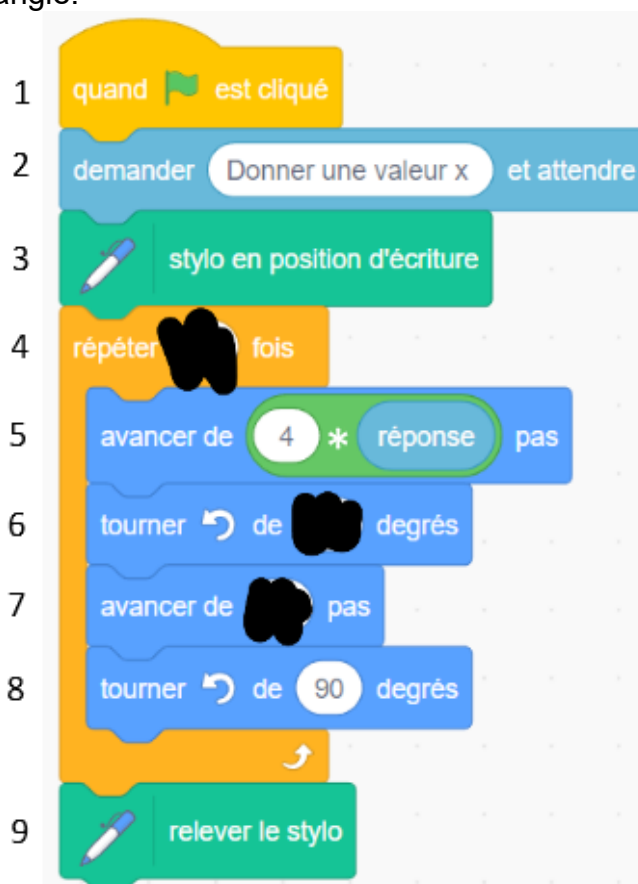 1 quand est cliqué
2 demander Donner une valeur x et attendre
3 stylo en position d'écriture
4 répéter fois
5 avancer de 4 * réponse pas
6 tourner de degrés
7 avancer de pas
8 tourner de 90 degrés
9 relever le stylo